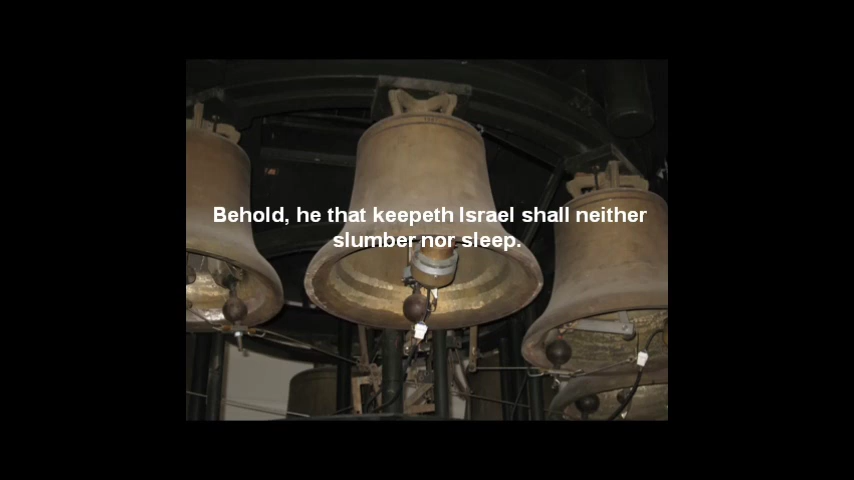 Behold, he that keepeth Israel shall neither
slumber nor sleep.